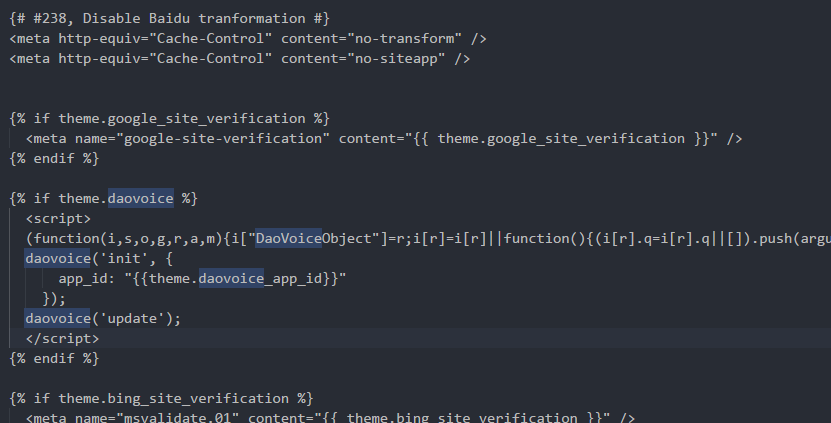 {# #238, Disable Baidu tranformation #}
<meta http-equiv="Cache-Control" content="no-transform" />
<meta http-equiv="Cache-Control" content="no-siteapp" />
{% if theme.google_site_verification %}
<meta name="google-site-verification" content="{{ theme.google_site_verification }}" />
{% endif %}
{% if theme.daovoice %}
<script>
(function(i,s,o,g,r,a,m){i["DaoVoiceObject"]=r;i[r]=i[r]||function(){(i[r].q=i[r].q||[]).push(argu
daovoice('init', {
app_id: "{{theme.daovoice_app_id}}"
});
daovoice('update');
</script>
{% endif %}
{% if theme.bing_site_verification %}
<meta name="msvalidate.01" content="{{ theme.bing_site_verification }}" />